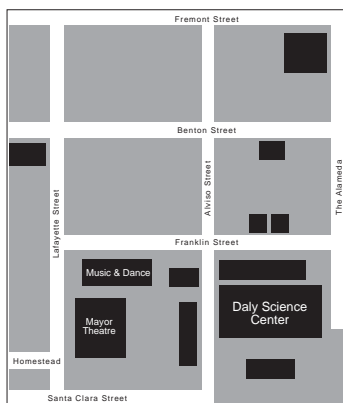 Fremont Street
Benton Street
Lafayette Street
Alviso Street
The Alameda
Franklin Street
Music & Dance
Mayor
Theatre
Daly Science
Center
Homestead
Santa Clara Street